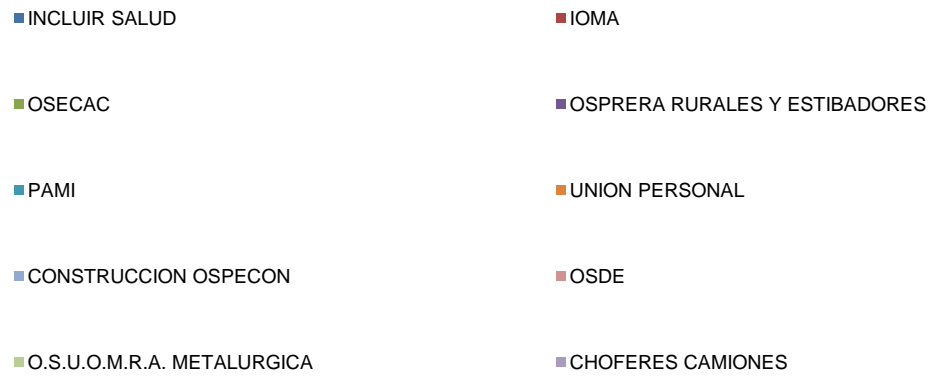 INCLUIR SALUD
IOMA
OSECAC
OSPRERA RURALES Y ESTIBADORES
PAMI
UNION PERSONAL
CONSTRUCCION OSPECON
OSDE
O.S.U.O.M.R.A. METALURGICA
CHOFERES CAMIONES